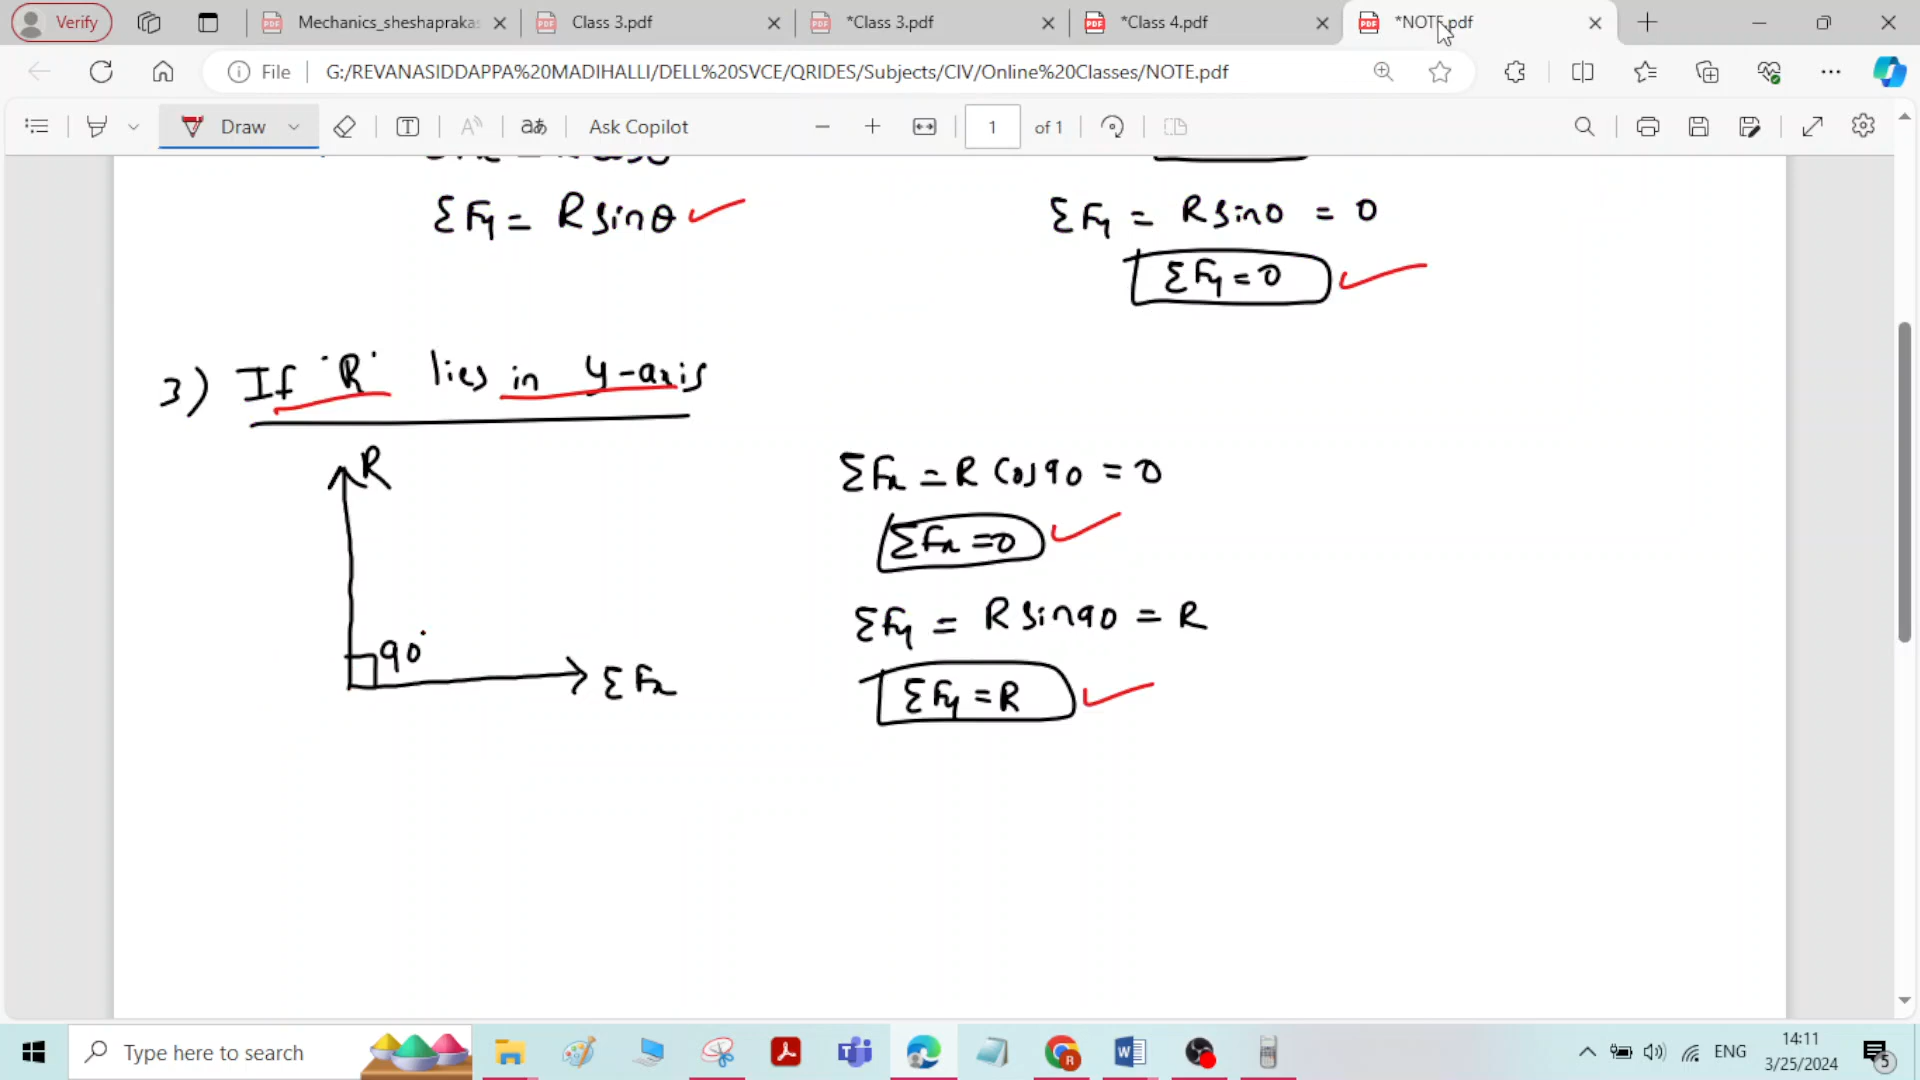 Verify
Mechanics_sheshaprakas
Class 3.pdf
*Class 3.pdf
*Class 4.pdf
*NOTE.pdf
File
G:/REVANASIDDAPPA%20MADIHALLI/DELL%20SVCE/QRIDES/Subjects/CIV/Online%20Classes/NOTE.pdf
Draw
Ask Copilot
1 of 1
ΣFy = R sinθ
ΣFy = R sin0 = 0
ΣFy = 0
3) If 'R' lies in y-axis
R
90°
ΣFx
ΣFx = R cos90 = 0
ΣFx = 0
ΣFy = R sin90 = R
ΣFy = R
Type here to search
ENG
14:11
3/25/2024
5